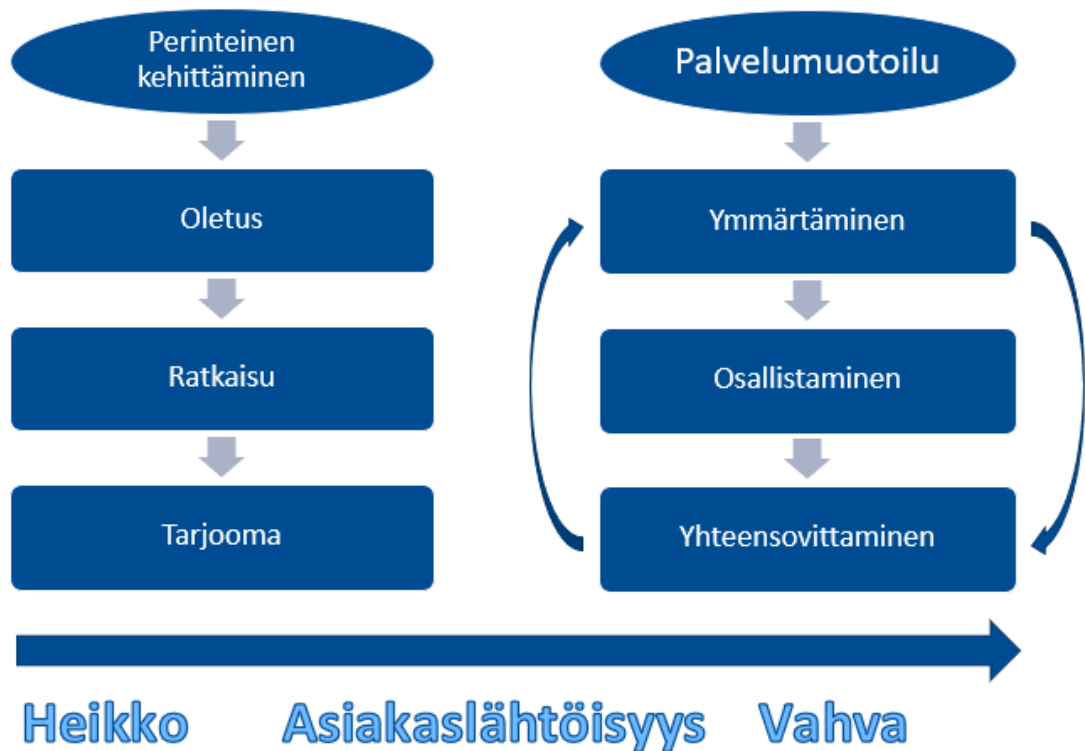 Perinteinen
kehittäminen
Oletus
Ratkaisu
Tarjooma
Palvelumuotoilu
Ymmärtäminen
Osallistaminen
Yhteensovittaminen
Heikko Asiakaslähtöisyys Vahva